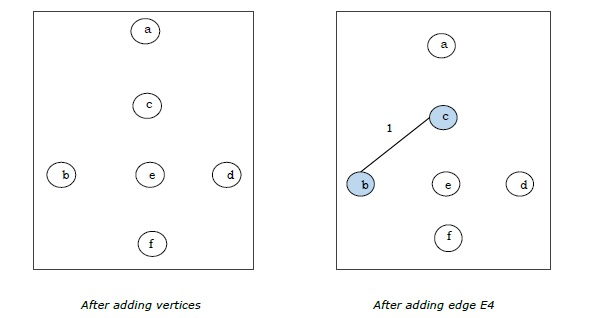 a
c
b
e
d
f
After adding vertices
a
c
1
b
e
d
f
After adding edge E4